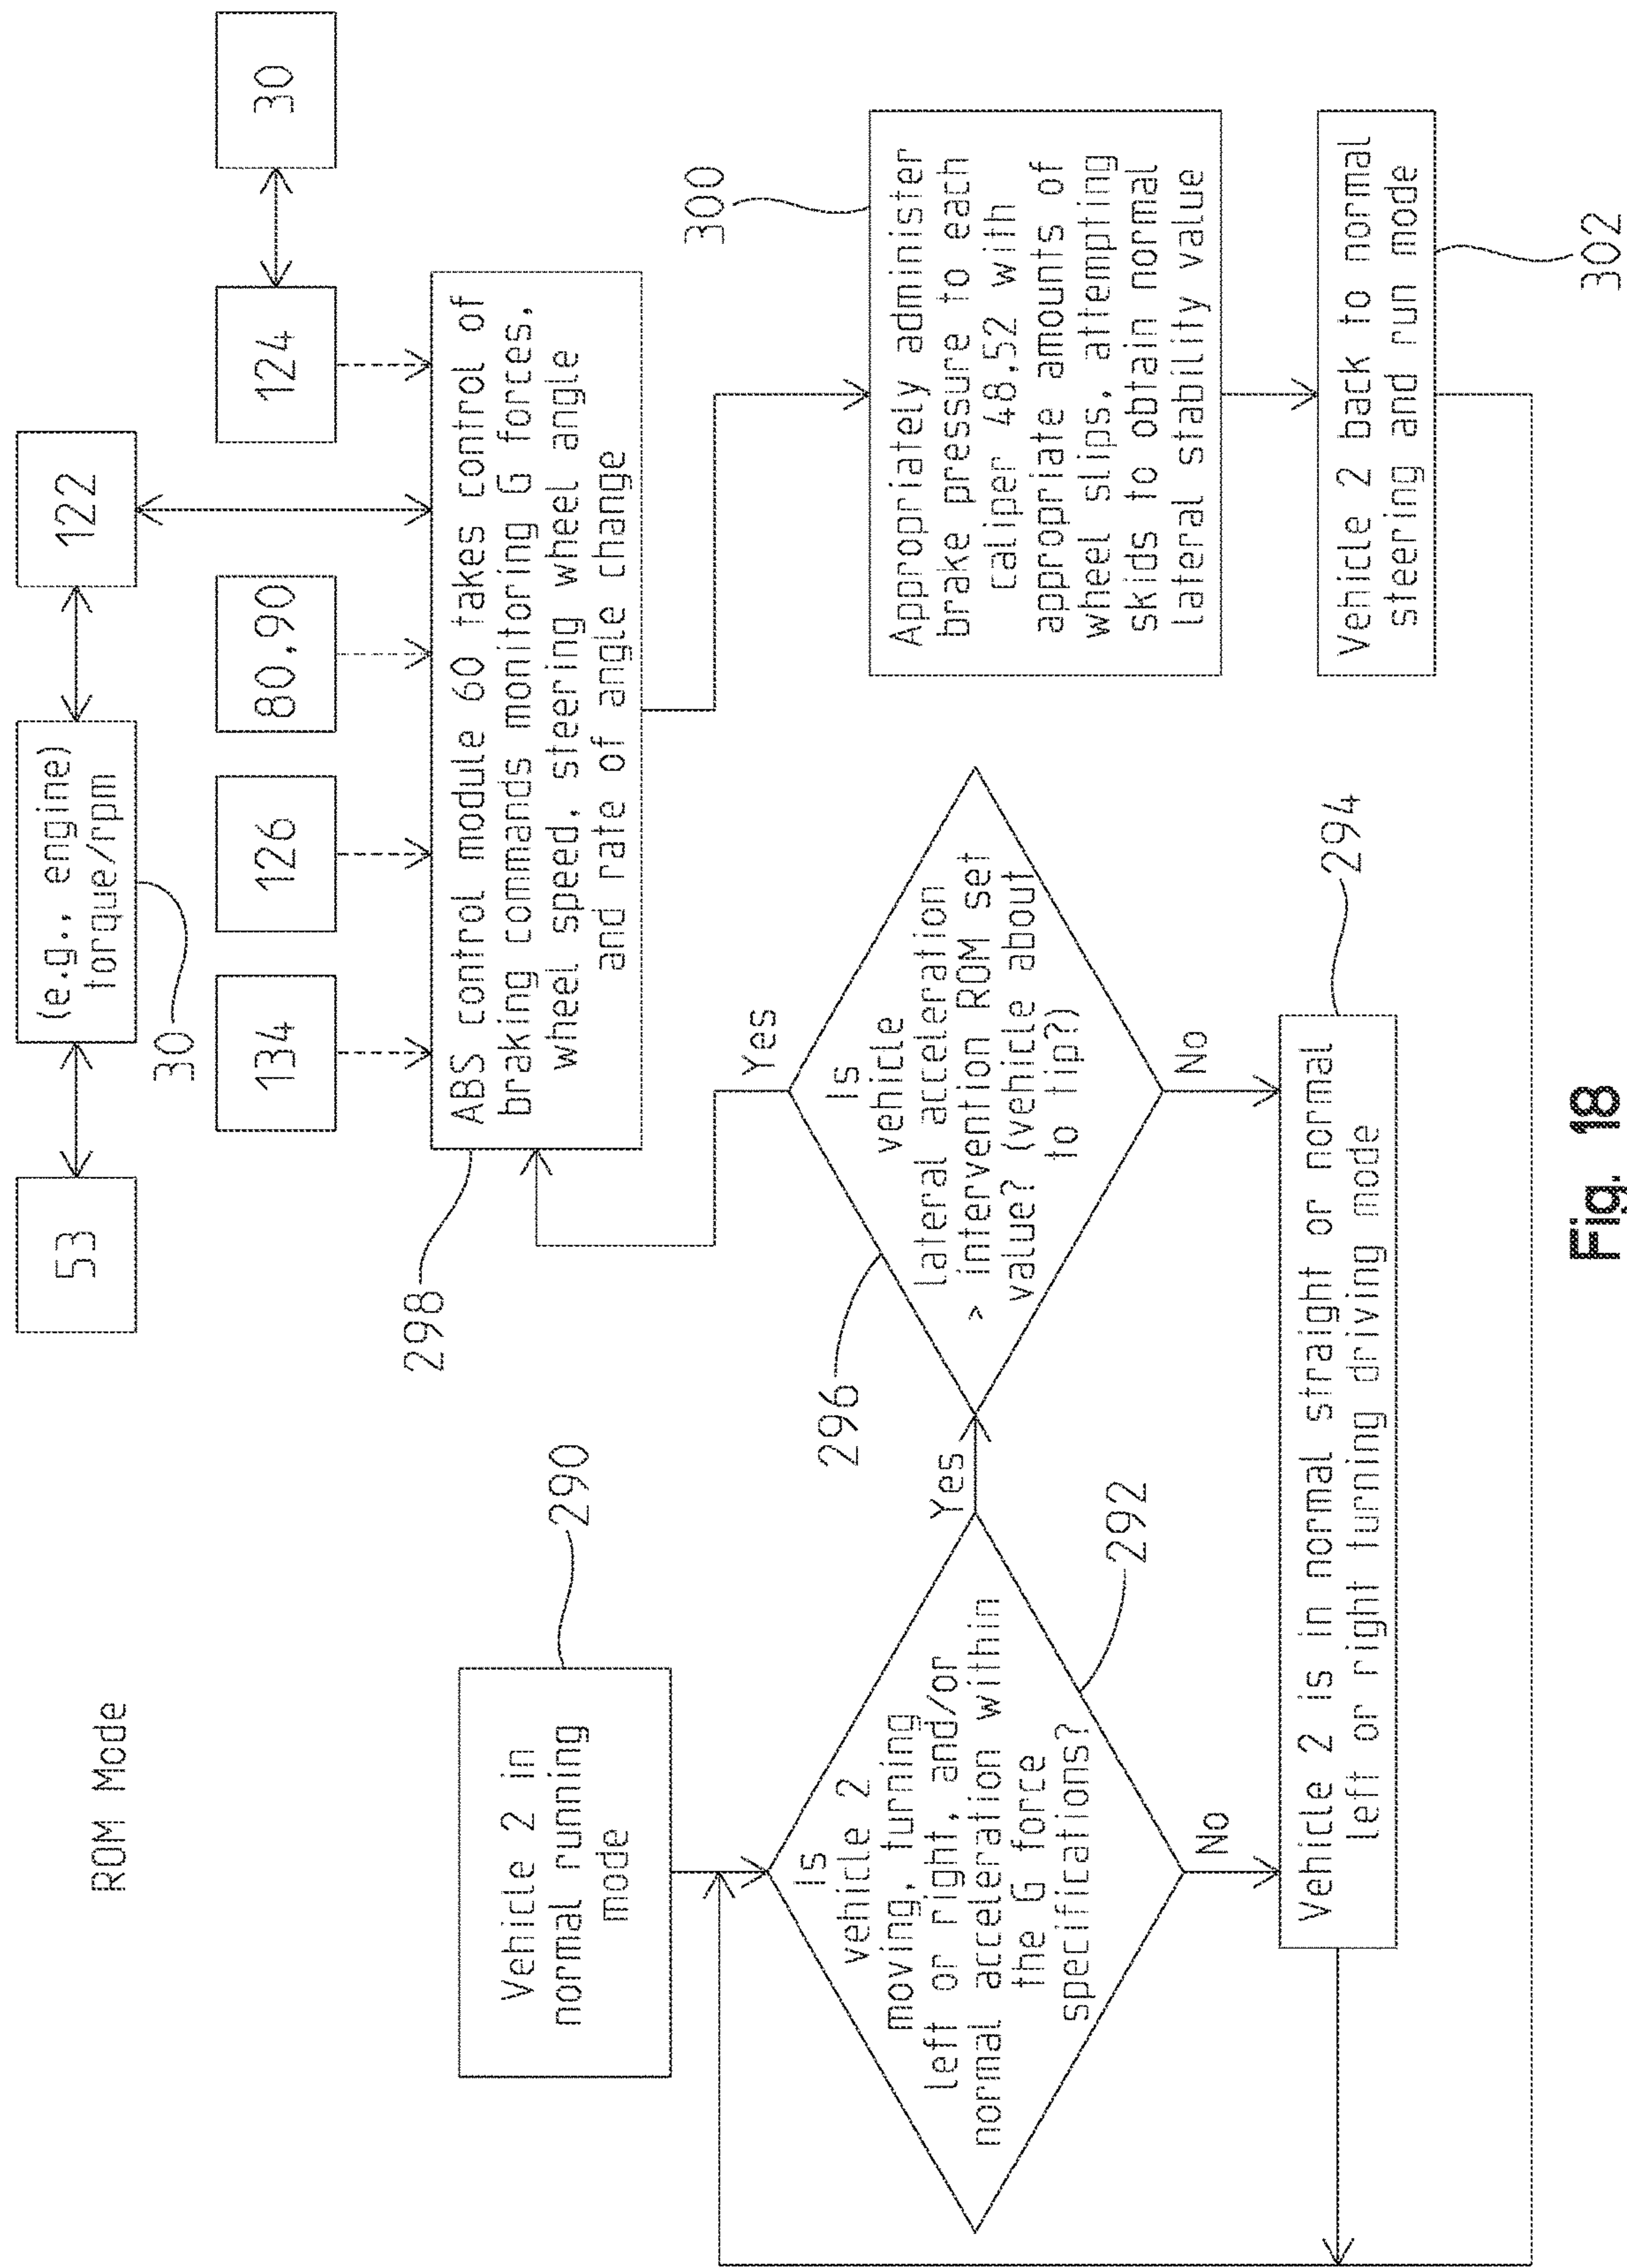 ROM Mode
53
(e.g., engine)
torque/rpm
30
122
134
126
80,90
124
30
Vehicle 2 in
normal running
mode
290
298
ABS control module 60 takes control of
braking commands monitoring G forces,
wheel speed, steering wheel angle
and rate of angle change
Is
vehicle 2
moving, turning
left or right, and/or
normal acceleration within
the G force
specifications?
292
Yes
No
296
Is
vehicle
lateral acceleration
> intervention ROM set
value? (vehicle about
to tip?)
Yes
No
300
Appropriately administer
brake pressure to each
caliper 48,52 with
appropriate amounts of
wheel slips, attempting
skids to obtain normal
lateral stability value
Vehicle 2 is in normal straight or normal
left or right turning driving mode
294
Vehicle 2 back to normal
steering and run mode
302
Fig. 18